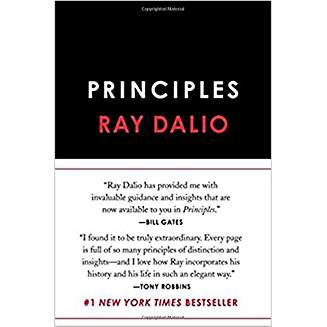 PRINCIPLES
RAY DALIO
“Ray Dalio has provided me with
invaluable guidance and insights that are
now available to you in Principles.”
—BILL GATES
“I found it to be truly extraordinary. Every page
is full of so many principles of distinction and
insights—and I love how Ray incorporates his
history and his life in such an elegant way.”
—TONY ROBBINS
#1 NEW YORK TIMES BESTSELLER